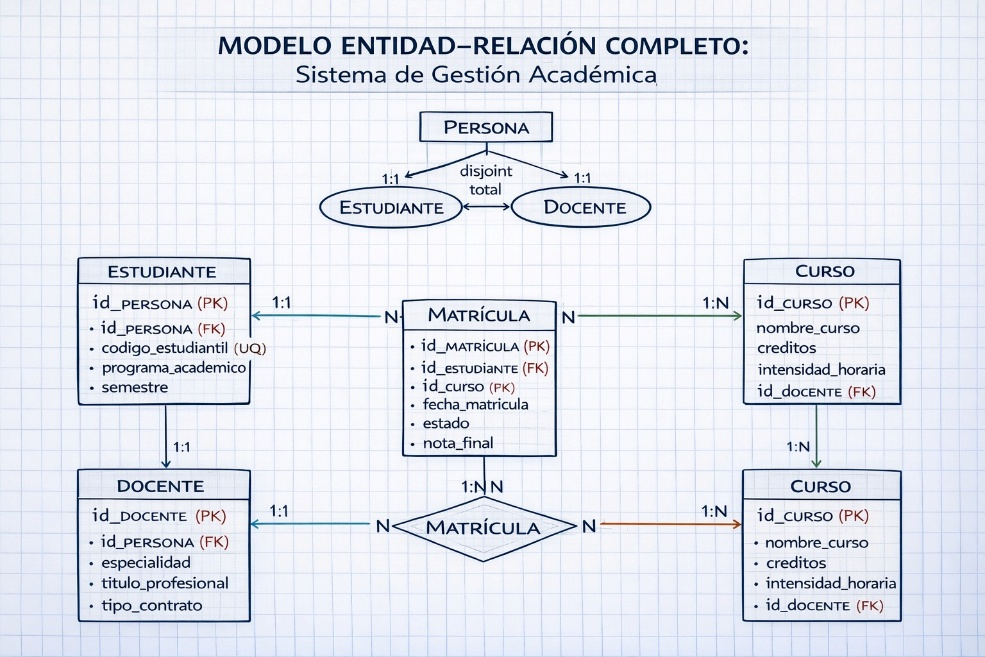 MODELO ENTIDAD–RELACIÓN COMPLETO:
Sistema de Gestión Académica
PERSONA
1:1
disjoint
total
1:1
ESTUDIANTE
DOCENTE
ESTUDIANTE
id_PERSONA (PK)
• id_PERSONA (FK)
• codigo_estudiantil (UQ)
• programa_academico
• semestre
1:1
N
MATRÍCULA
• id_MATRÍCULA (PK)
• id_ESTUDIANTE (FK)
• id_curso (PK)
• fecha_matricula
• estado
• nota_final
N
1:N
CURSO
id_CURSO (PK)
nombre_curso
creditos
intensidad_horaria
id_DOCENTE (FK)
1:1
1:N
DOCENTE
id_DOCENTE (PK)
• id_PERSONA (FK)
• especialidad
• titulo_profesional
• tipo_contrato
1:1
N
1:N N
MATRÍCULA
N
1:N
CURSO
id_CURSO (PK)
• nombre_curso
• creditos
• intensidad_horaria
• id_DOCENTE (FK)